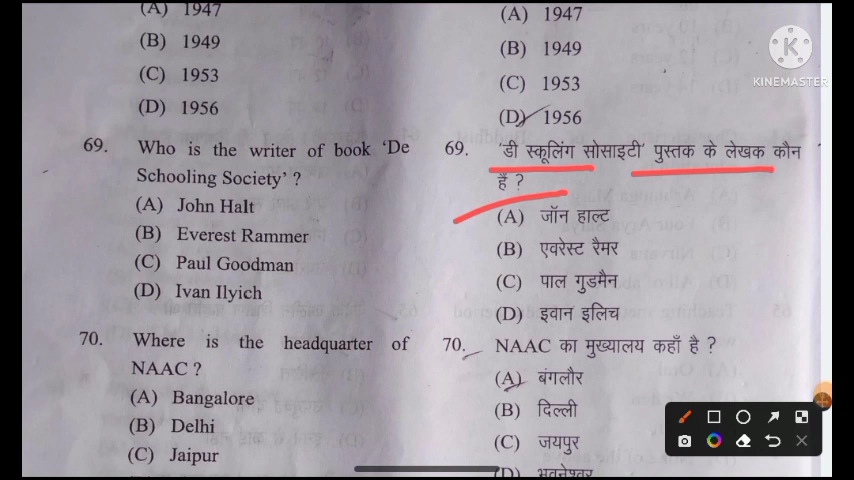 (A) 1947
(B) 1949
(C) 1953
(D) 1956
69. Who is the writer of book 'De
Schooling Society' ?
(A) John Halt
(B) Everest Rammer
(C) Paul Goodman
(D) Ivan Ilyich
70. Where is the headquarter of
NAAC ?
(A) Bangalore
(B) Delhi
(C) Jaipur
(A) 1947
(B) 1949
(C) 1953
(D) 1956
69. 'डी स्कूलिंग सोसाइटी' पुस्तक के लेखक कौन
हैं ?
(A) जॉन हाल्ट
(B) एवरेस्ट रैमर
(C) पाल गुडमैन
(D) इवान इलिच
70. NAAC का मुख्यालय कहाँ है ?
(A) बंगलौर
(B) दिल्ली
(C) जयपुर
(D) भुवनेश्वर
KINEMASTER